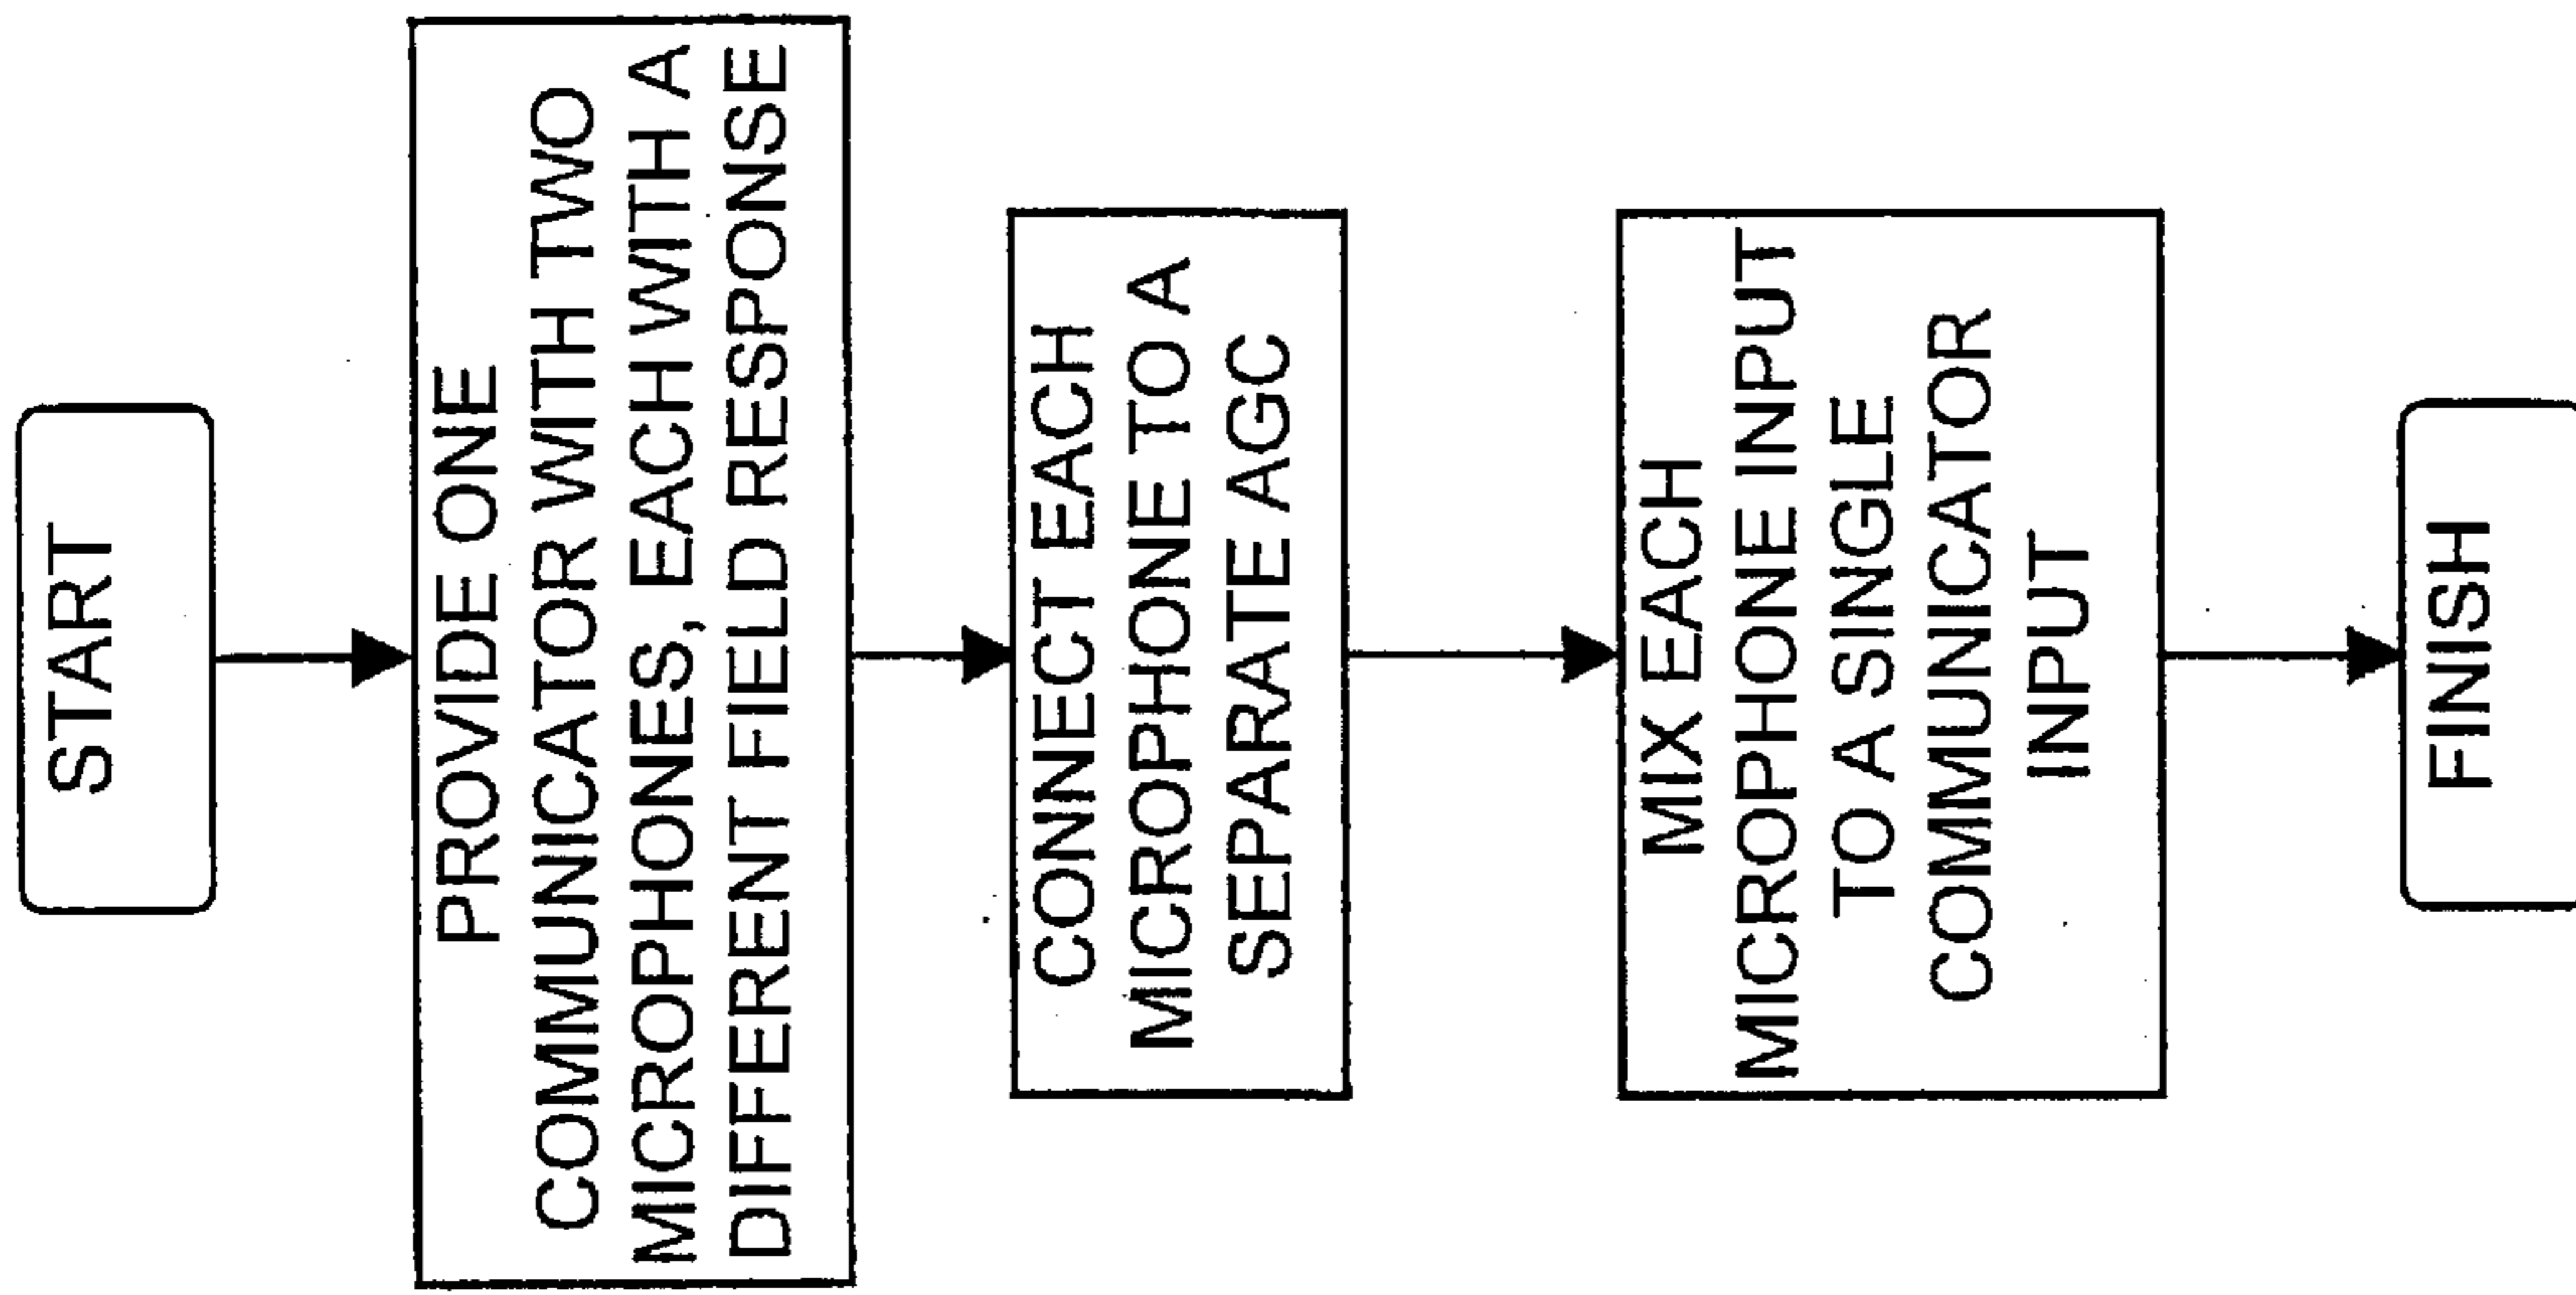 START
PROVIDE ONE
COMMUNICATOR WITH TWO
MICROPHONES, EACH WITH A
DIFFERENT FIELD RESPONSE
CONNECT EACH
MICROPHONE TO A
SEPARATE AGC
MIX EACH
MICROPHONE INPUT
TO A SINGLE
COMMUNICATOR
INPUT
FINISH